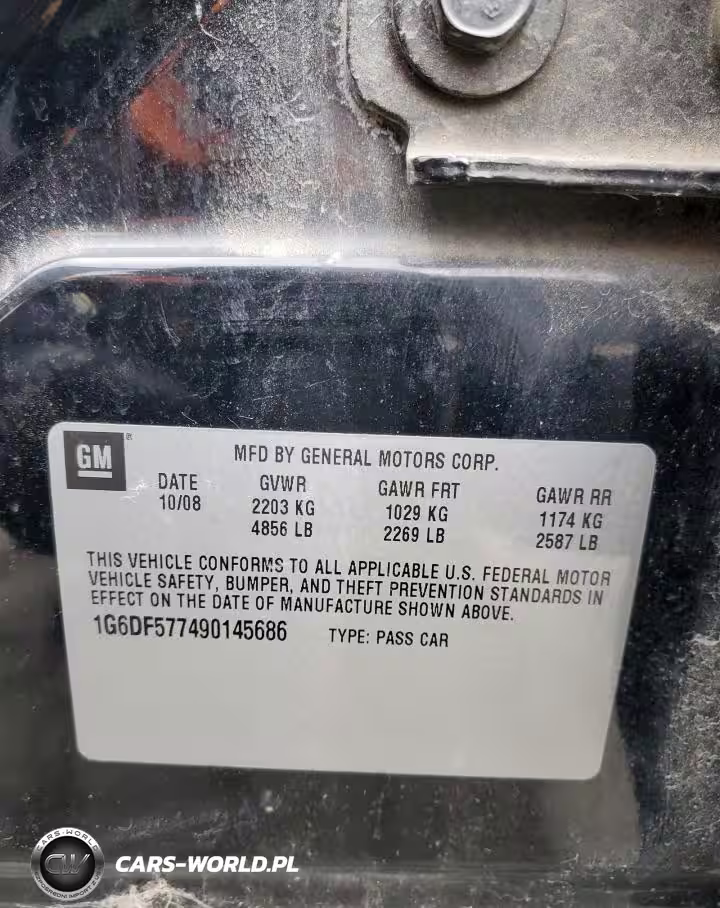 GM®
MFD BY GENERAL MOTORS CORP.
DATE GVWR GAWR FRT GAWR RR
10/08 2203 KG 1029 KG 1174 KG
4856 LB 2269 LB 2587 LB
THIS VEHICLE CONFORMS TO ALL APPLICABLE U.S. FEDERAL MOTOR
VEHICLE SAFETY, BUMPER, AND THEFT PREVENTION STANDARDS IN
EFFECT ON THE DATE OF MANUFACTURE SHOWN ABOVE.
1G6DF577490145686 TYPE: PASS CAR
CARS-WORLD
CW
CARS-WORLD.PL